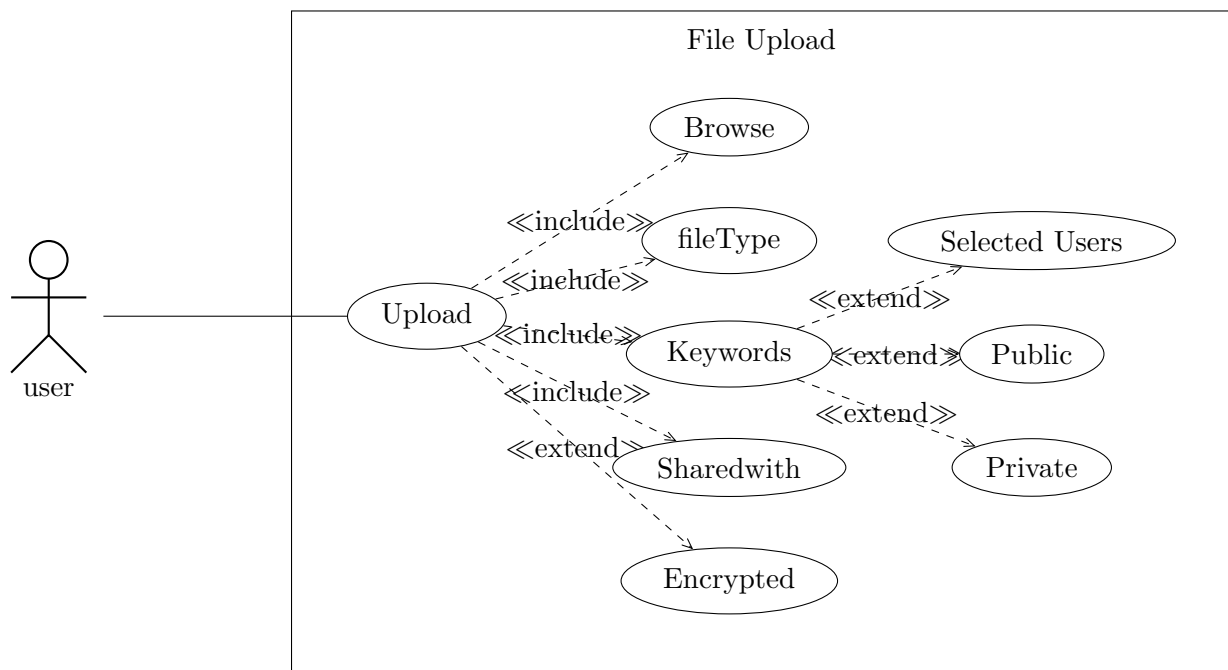 File Upload
Browse
≪include≫
fileType
Selected Users
≪include≫
≪extend≫
Upload
≪include≫
Keywords
≪extend≫
Public
user
≪include≫
≪extend≫
≪extend≫
Sharedwith
Private
Encrypted